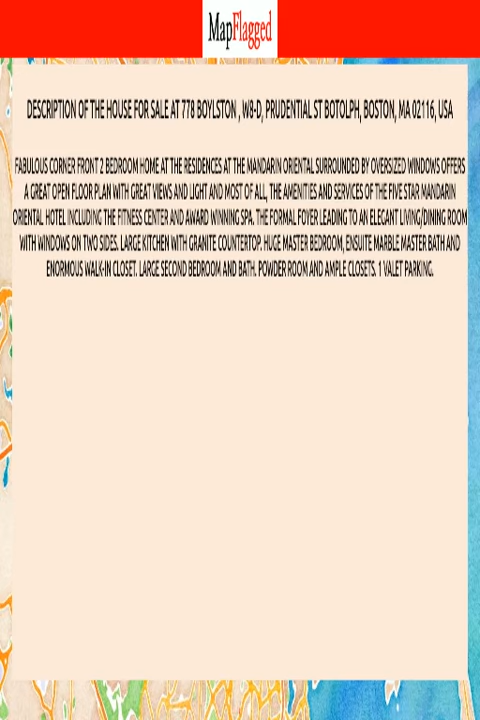 MapFlagged
DESCRIPTION OF THE HOUSE FOR SALE AT 778 BOYLSTON , W8-D, PRUDENTIAL ST BOTOLPH, BOSTON, MA 02116, USA
FABULOUS CORNER FRONT 2 BEDROOM HOME AT THE RESIDENCES AT THE MANDARIN ORIENTAL SURROUNDED BY OVERSIZED WINDOWS OFFERS
A GREAT OPEN FLOOR PLAN WITH GREAT VIEWS AND LIGHT AND MOST OF ALL, THE AMENITIES AND SERVICES OF THE FIVE STAR MANDARIN
ORIENTAL HOTEL INCLUDING THE FITNESS CENTER AND AWARD WINNING SPA. THE FORMAL FOYER LEADING TO AN ELEGANT LIVING/DINING ROOM
WITH WINDOWS ON TWO SIDES. LARGE KITCHEN WITH GRANITE COUNTERTOP. HUGE MASTER BEDROOM, ENSUITE MARBLE MASTER BATH AND
ENORMOUS WALK-IN CLOSET. LARGE SECOND BEDROOM AND BATH. POWDER ROOM AND AMPLE CLOSETS. 1 VALET PARKING.